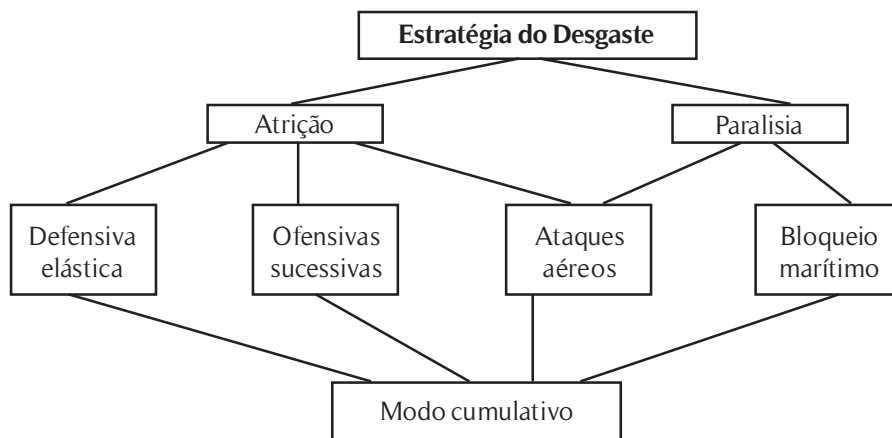 Estratégia do Desgaste
Atrição
Paralisia
Defensiva
elástica
Ofensivas
sucessivas
Ataques
aéreos
Bloqueio
marítimo
Modo cumulativo